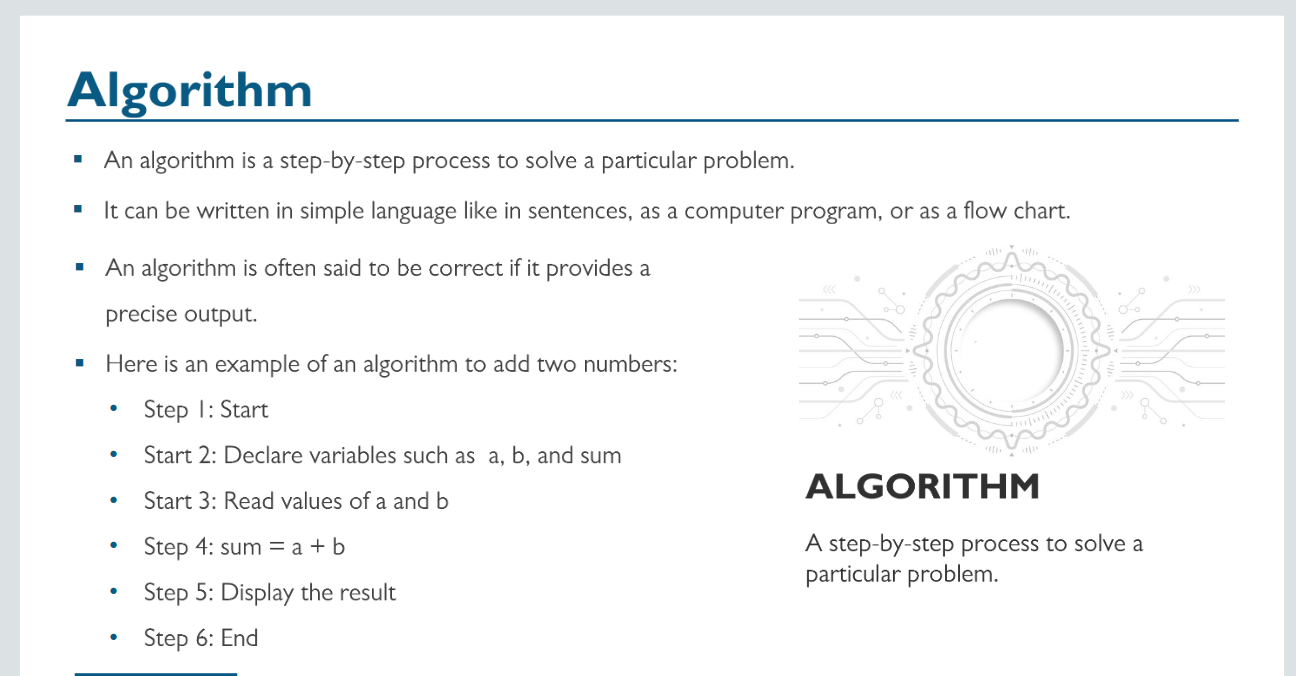 Algorithm
An algorithm is a step-by-step process to solve a particular problem.
It can be written in simple language like in sentences, as a computer program, or as a flow chart.
An algorithm is often said to be correct if it provides a
precise output.
Here is an example of an algorithm to add two numbers:
Step 1: Start
Start 2: Declare variables such as  a, b, and sum
Start 3: Read values of a and b
Step 4: sum = a + b
Step 5: Display the result
Step 6: End
ALGORITHM
A step-by-step process to solve a
particular problem.